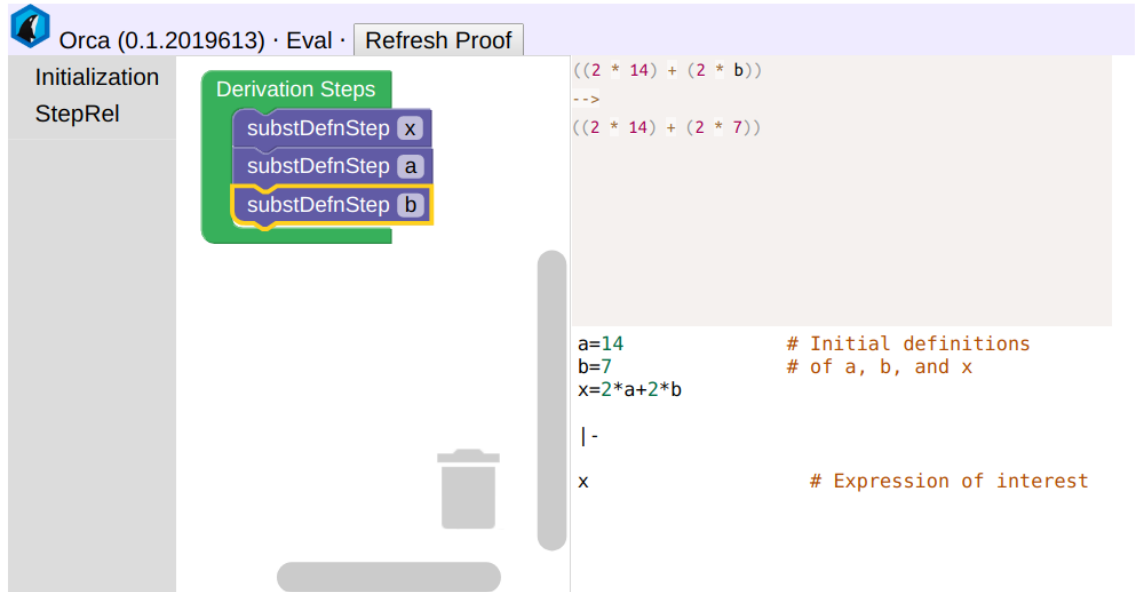 Orca (0.1.2019613) · Eval · Refresh Proof
Initialization
StepRel
Derivation Steps
substDefnStep x
substDefnStep a
substDefnStep b
((2 * 14) + (2 * b))
-->
((2 * 14) + (2 * 7))
a=14 # Initial definitions
b=7 # of a, b, and x
x=2*a+2*b
|-
x # Expression of interest